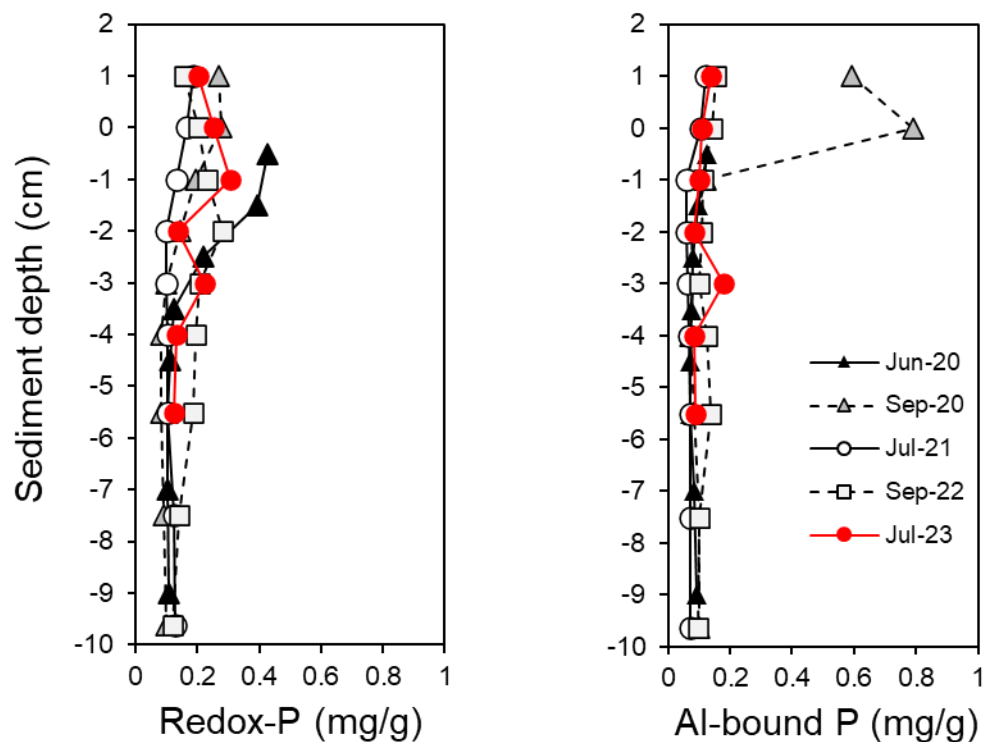 2
1
0
-1
-2
-3
-4
-5
-6
-7
-8
-9
-10
Sediment depth (cm)
0 0.2 0.4 0.6 0.8 1
Redox-P (mg/g)
2
1
0
-1
-2
-3
-4
-5
-6
-7
-8
-9
-10
0 0.2 0.4 0.6 0.8 1
Al-bound P (mg/g)
Jun-20
Sep-20
Jul-21
Sep-22
Jul-23